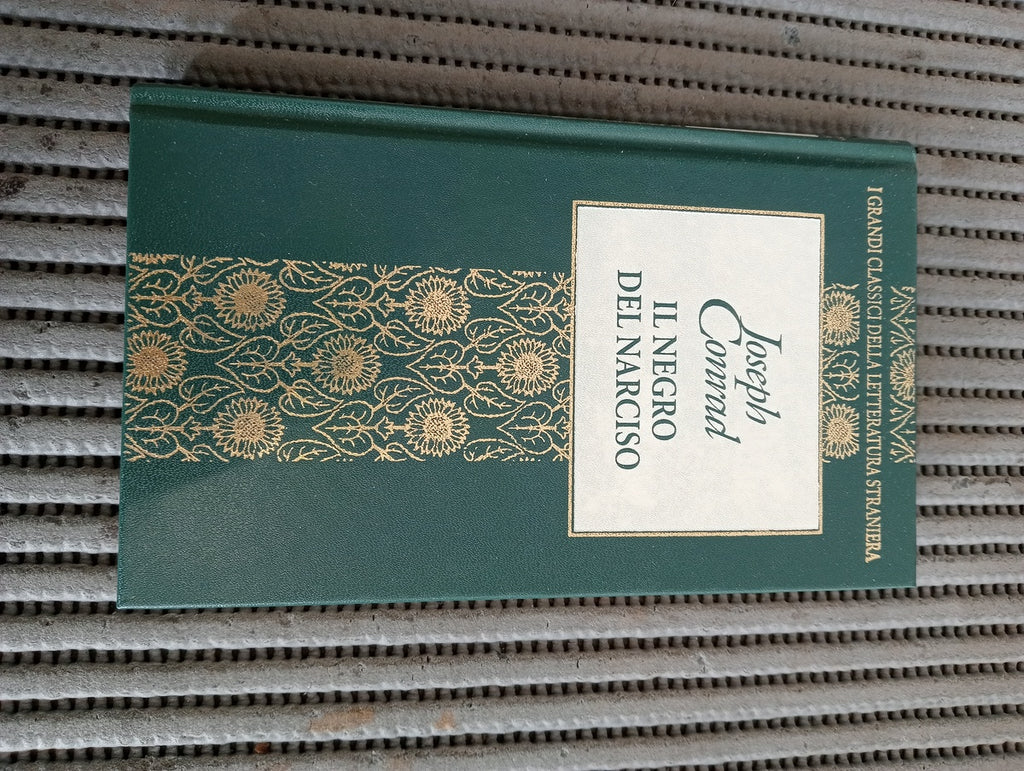 I GRANDI CLASSICI DELLA LETTERATURA STRANIERA
Joseph
Conrad
IL NEGRO
DEL NARCISO